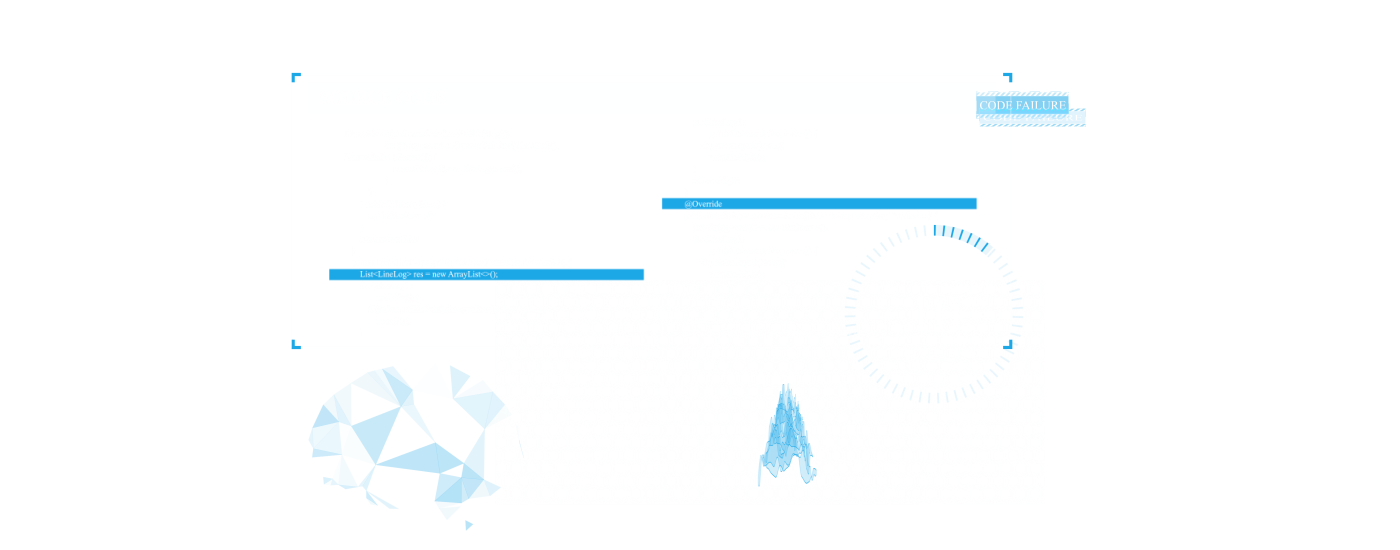 CODE FAILURE
@Override
List<LineLog> res = new ArrayList<>();